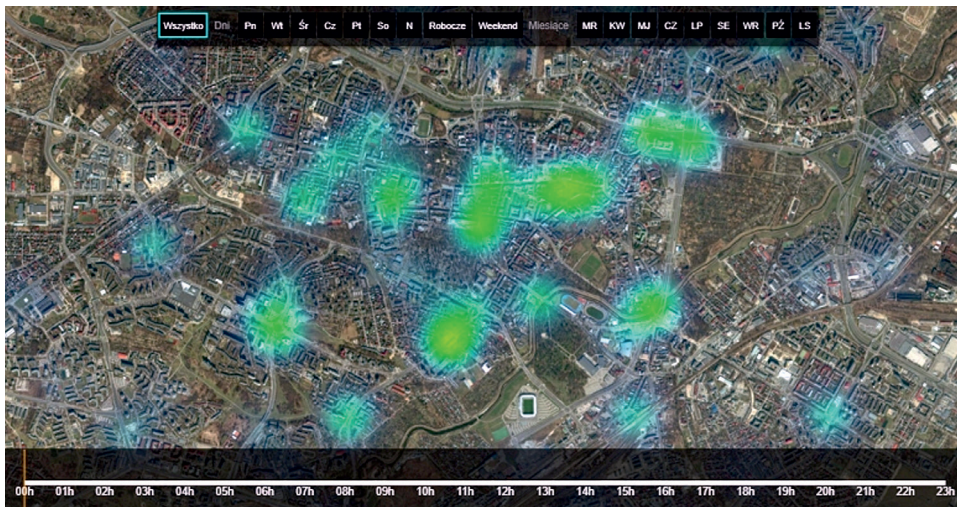 Wszystko Dni Pn Wt Śr Cz Pt So N Robocze Weekend Miesiące MR KW MJ CZ LP SE WR PŹ LS
00h 01h 02h 03h 04h 05h 06h 07h 08h 09h 10h 11h 12h 13h 14h 15h 16h 17h 18h 19h 20h 21h 22h 23h